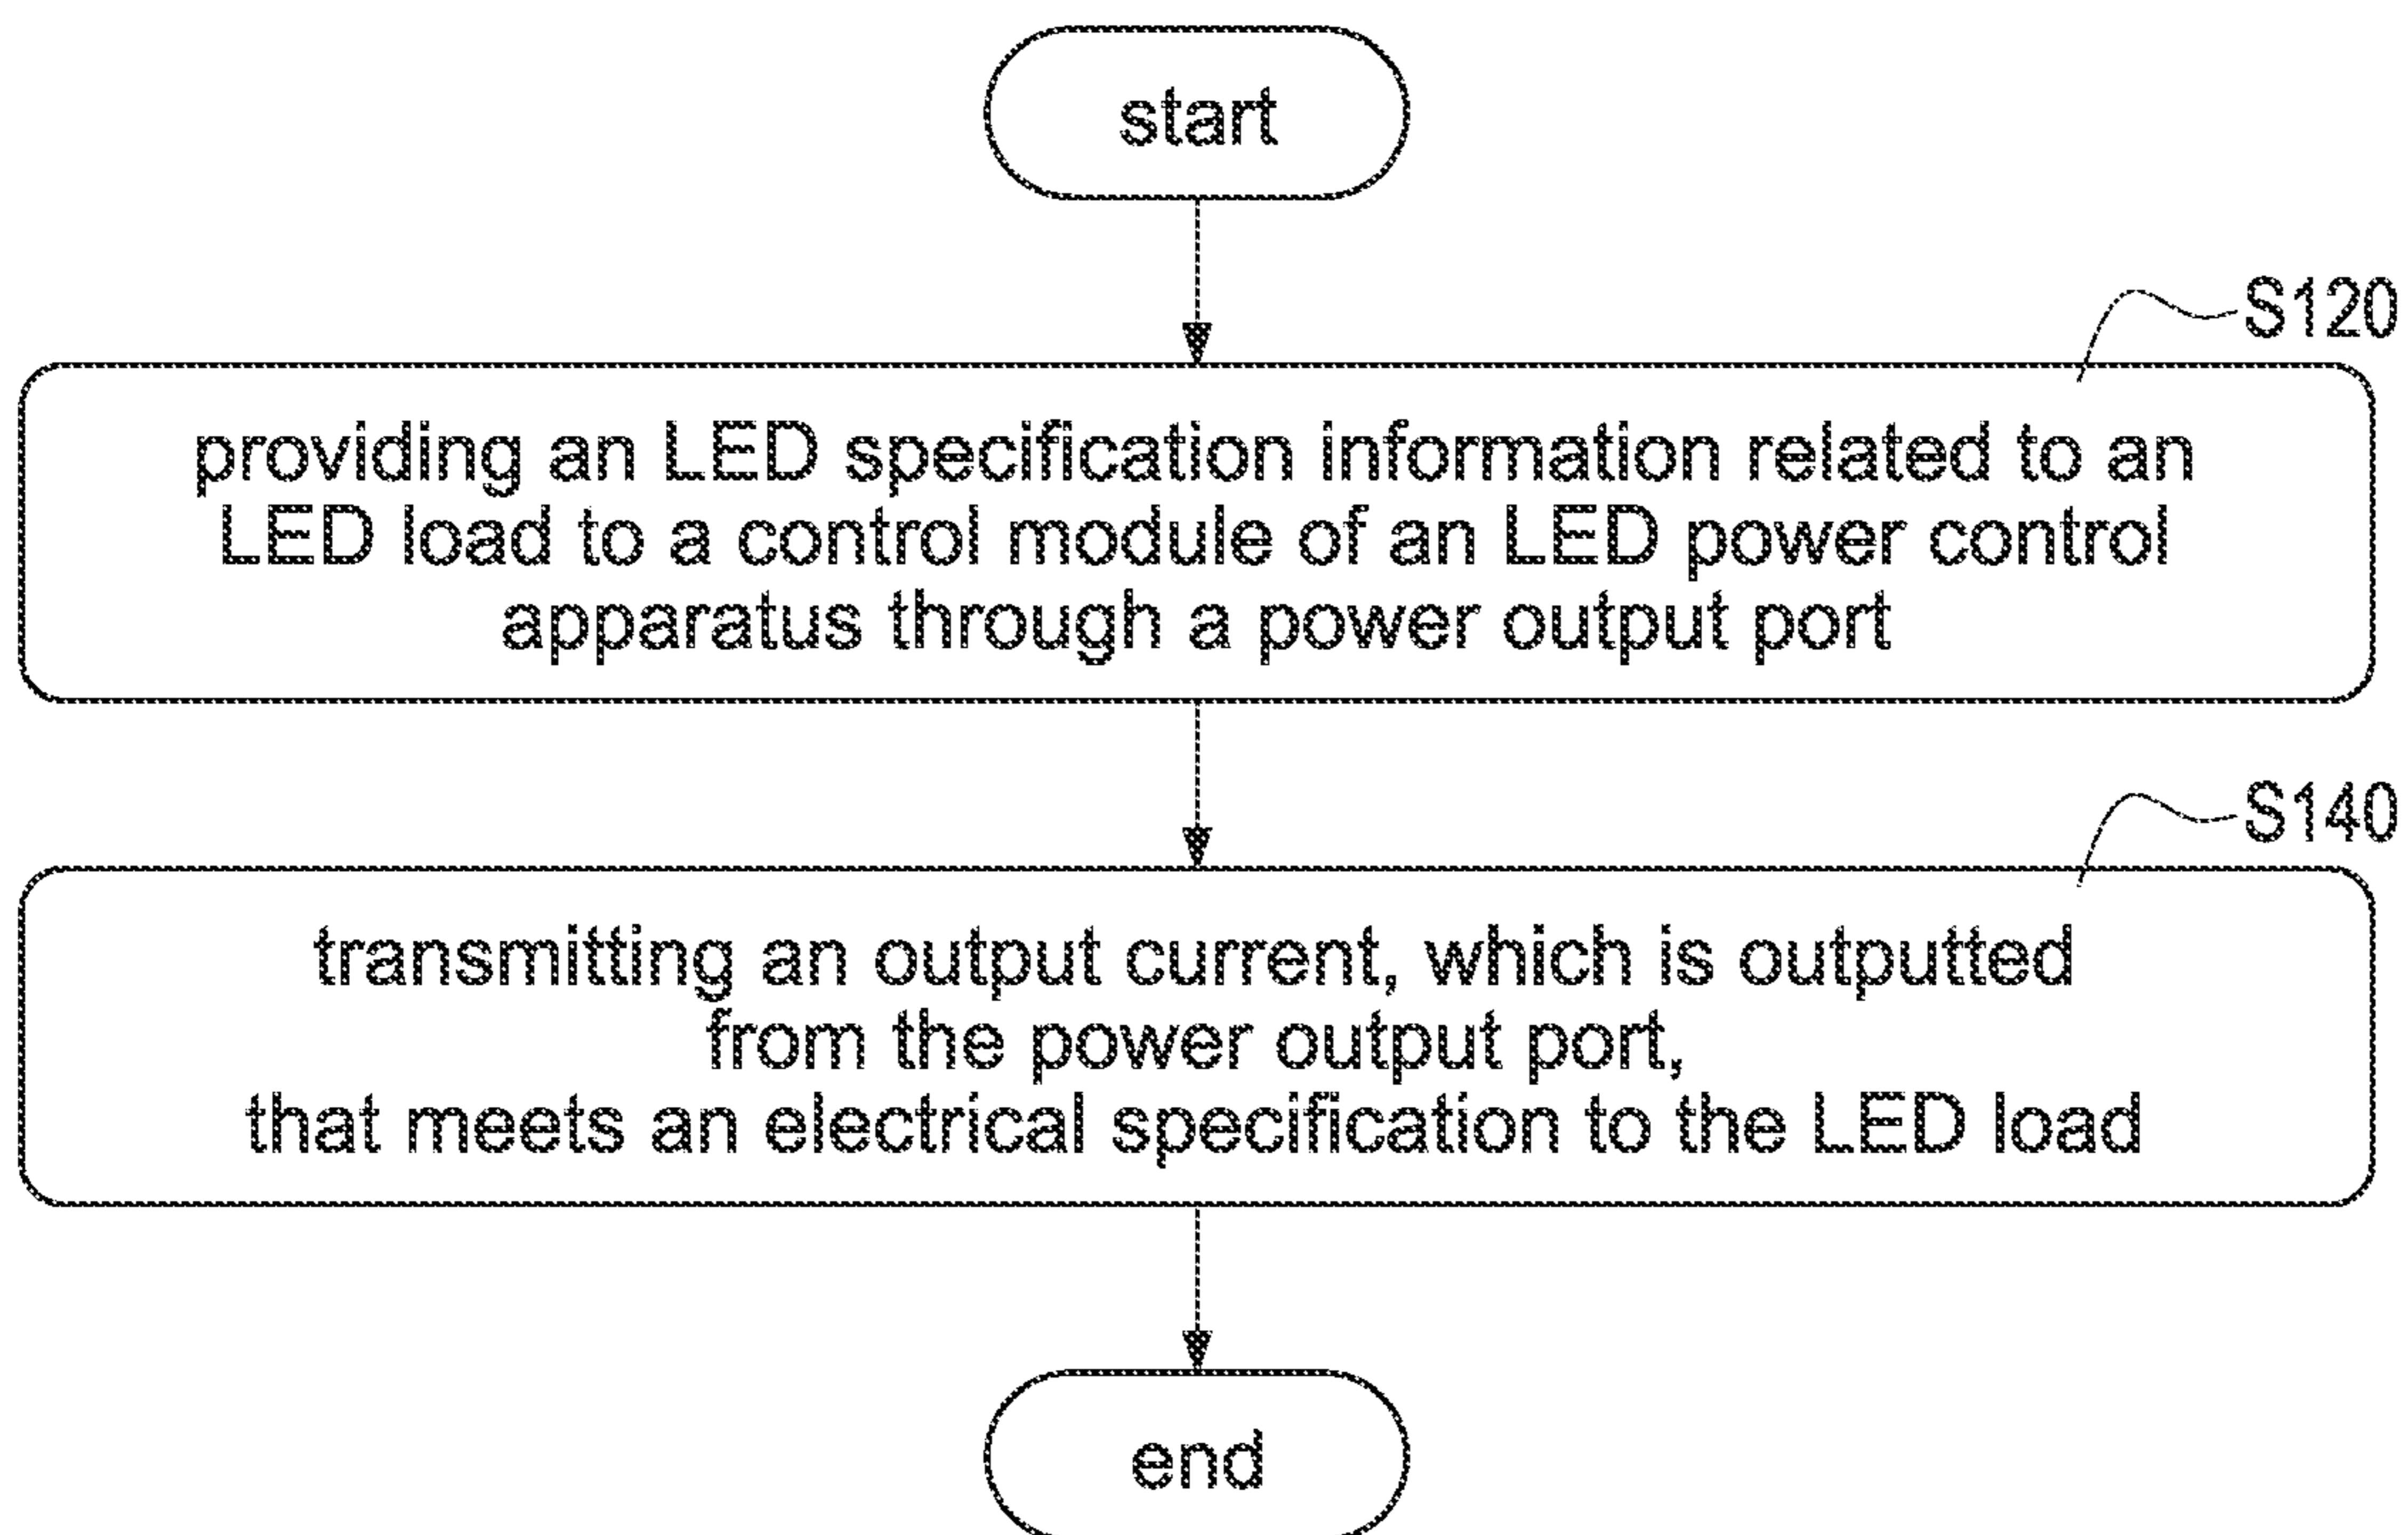 start
S120
providing an LED specification information related to an
LED load to a control module of an LED power control
apparatus through a power output port
S140
transmitting an output current, which is outputted
from the power output port,
that meets an electrical specification to the LED load
end